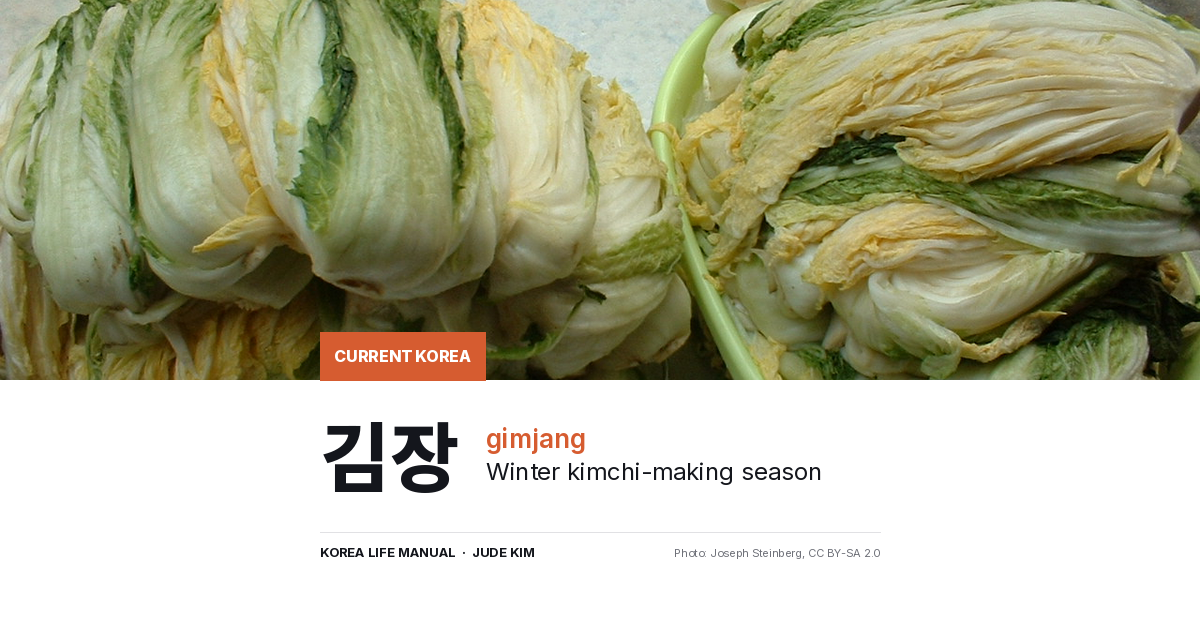 CURRENT KOREA
김장
gimjang
Winter kimchi-making season
KOREA LIFE MANUAL · JUDE KIM
Photo: Joseph Steinberg, CC BY-SA 2.0